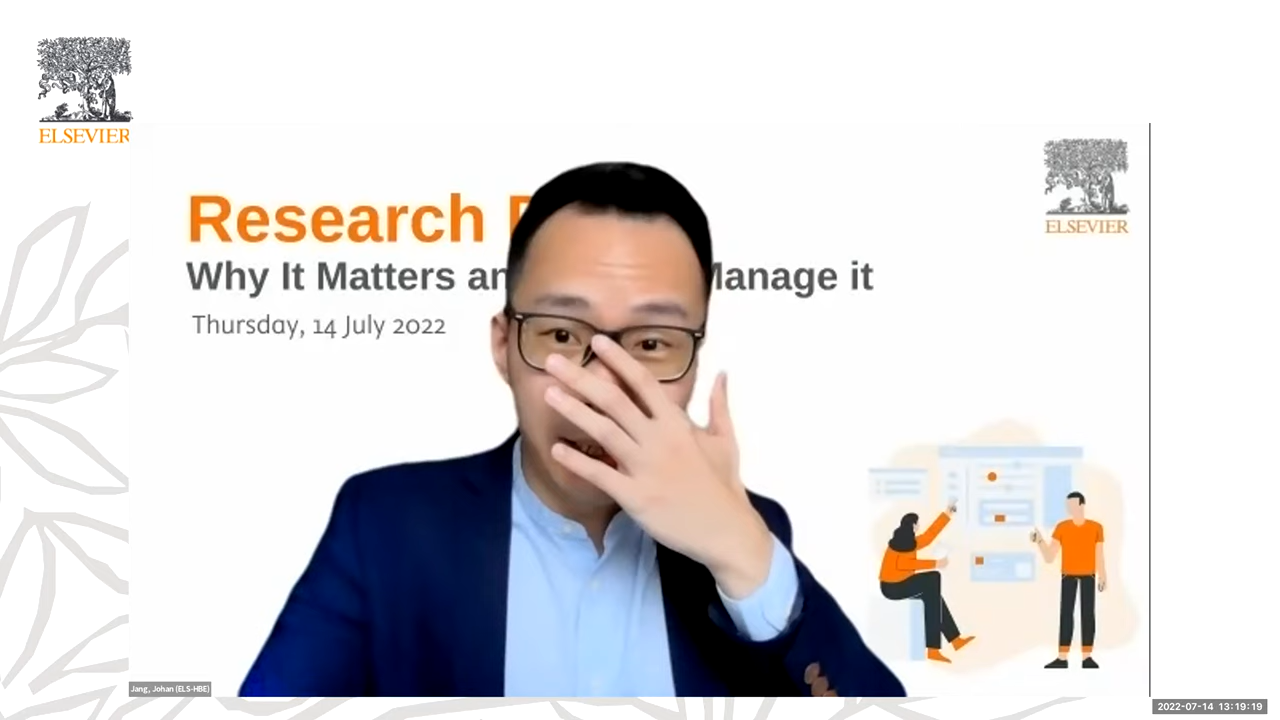 ELSEVIER
Research
Why It Matters an Manage it
Thursday, 14 July 2022
ELSEVIER
Jang, Johan (ELS-HBE)
2022-07-14 13:19:19